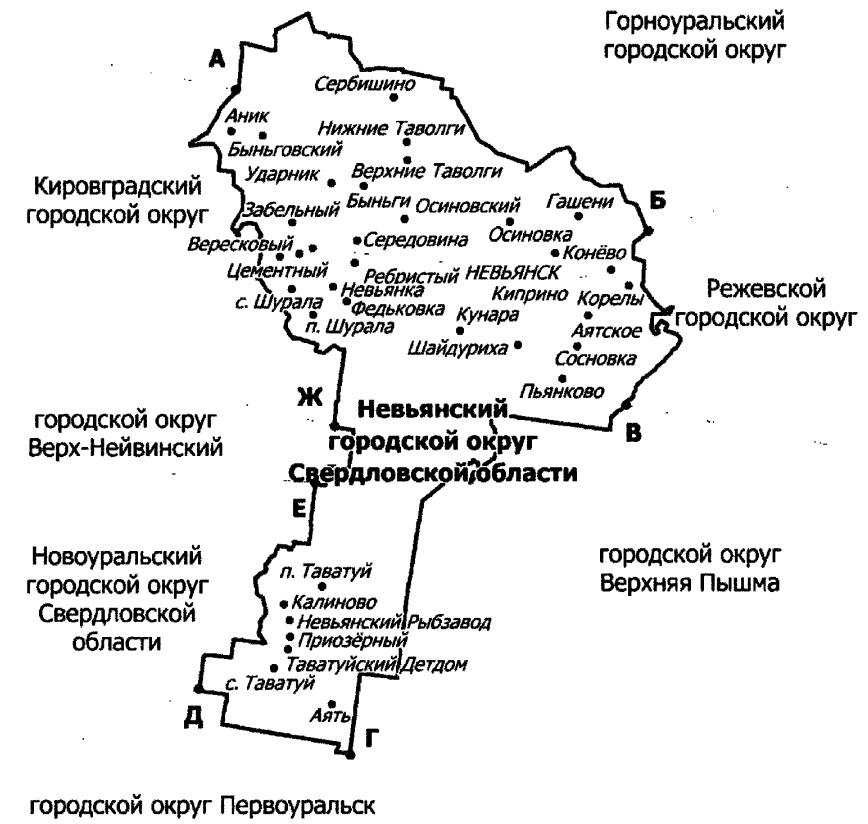 Горноуральский
городской округ
А
Сербишино
Аник
Нижние Таволги
Быньговский
Ударник
Верхние Таволги
Кировградский
городской округ
Забельный
Быньги
Осиновский
Гашени
Б
Осиновка
Вересковый
Середовина
Конёво
Цементный
Ребристый
НЕВЬЯНСК
Невьянка
Киприно
Корелы
Режевской
городской округ
с. Шурала
Федьковка
Кунара
п. Шурала
Аятское
Шайдуриха
Сосновка
Пьянково
Ж
В
городской округ
Верх-Нейвинский
Невьянский
городской округ
Свердловской области
Е
Новоуральский
городской округ
Свердловской
области
городской округ
Верхняя Пышма
п. Таватуй
Калиново
Невьянский Рыбзавод
Приозёрный
Таватуйский Детдом
с. Таватуй
Аять
Д
Г
городской округ Первоуральск